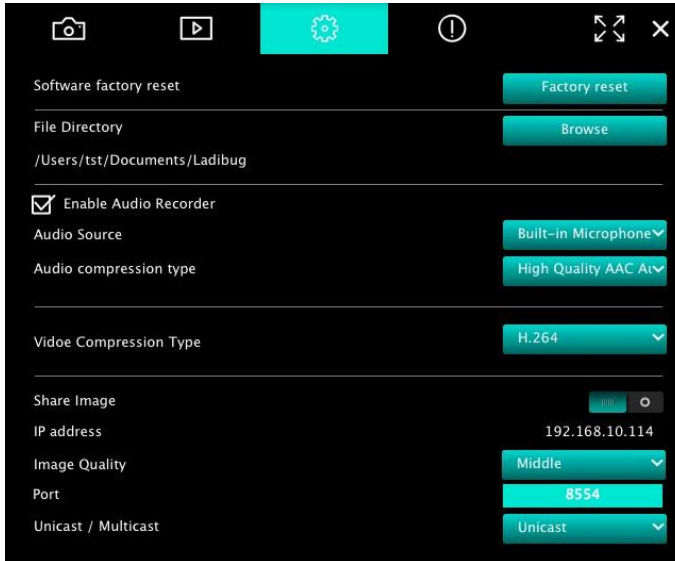 Software factory reset Factory reset
File Directory Browse
/Users/tst/Documents/Ladibug
Enable Audio Recorder
Audio Source Built-in Microphone
Audio compression type High Quality AAC Au
Vidoe Compression Type H.264
Share Image
IP address 192.168.10.114
Image Quality Middle
Port 8554
Unicast / Multicast Unicast